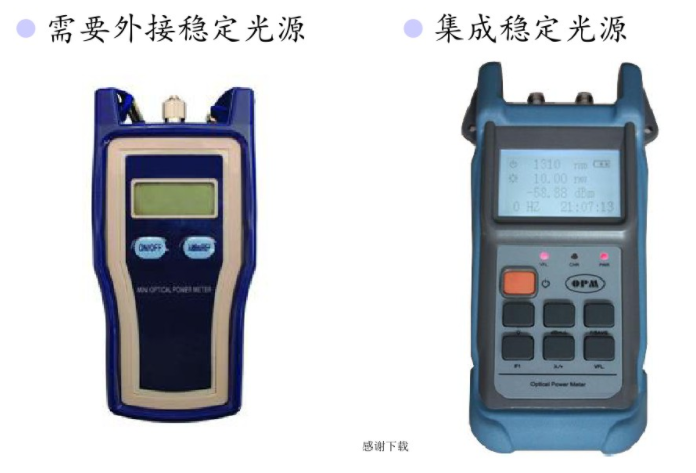 需要外接稳定光源
集成稳定光源
ON/OFF
MINI OPTICAL POWER METER
1310 nm
10.00 nw
-58.88 dBm
0 HZ 21:07:13
VFL
OPM
λ/%
VFL
Optical Power Meter
感谢下载